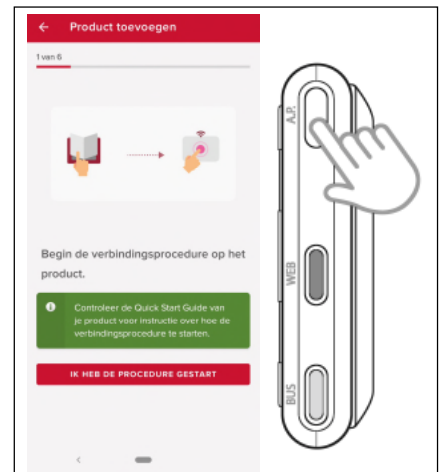 Product toevoegen
1 van 6
Begin de verbindingsprocedure op het
product.
Controleer de Quick Start Guide van
je product voor instructie over hoe de
verbindingsprocedure te starten.
IK HEB DE PROCEDURE GESTART
A.P.
WEB
BUS